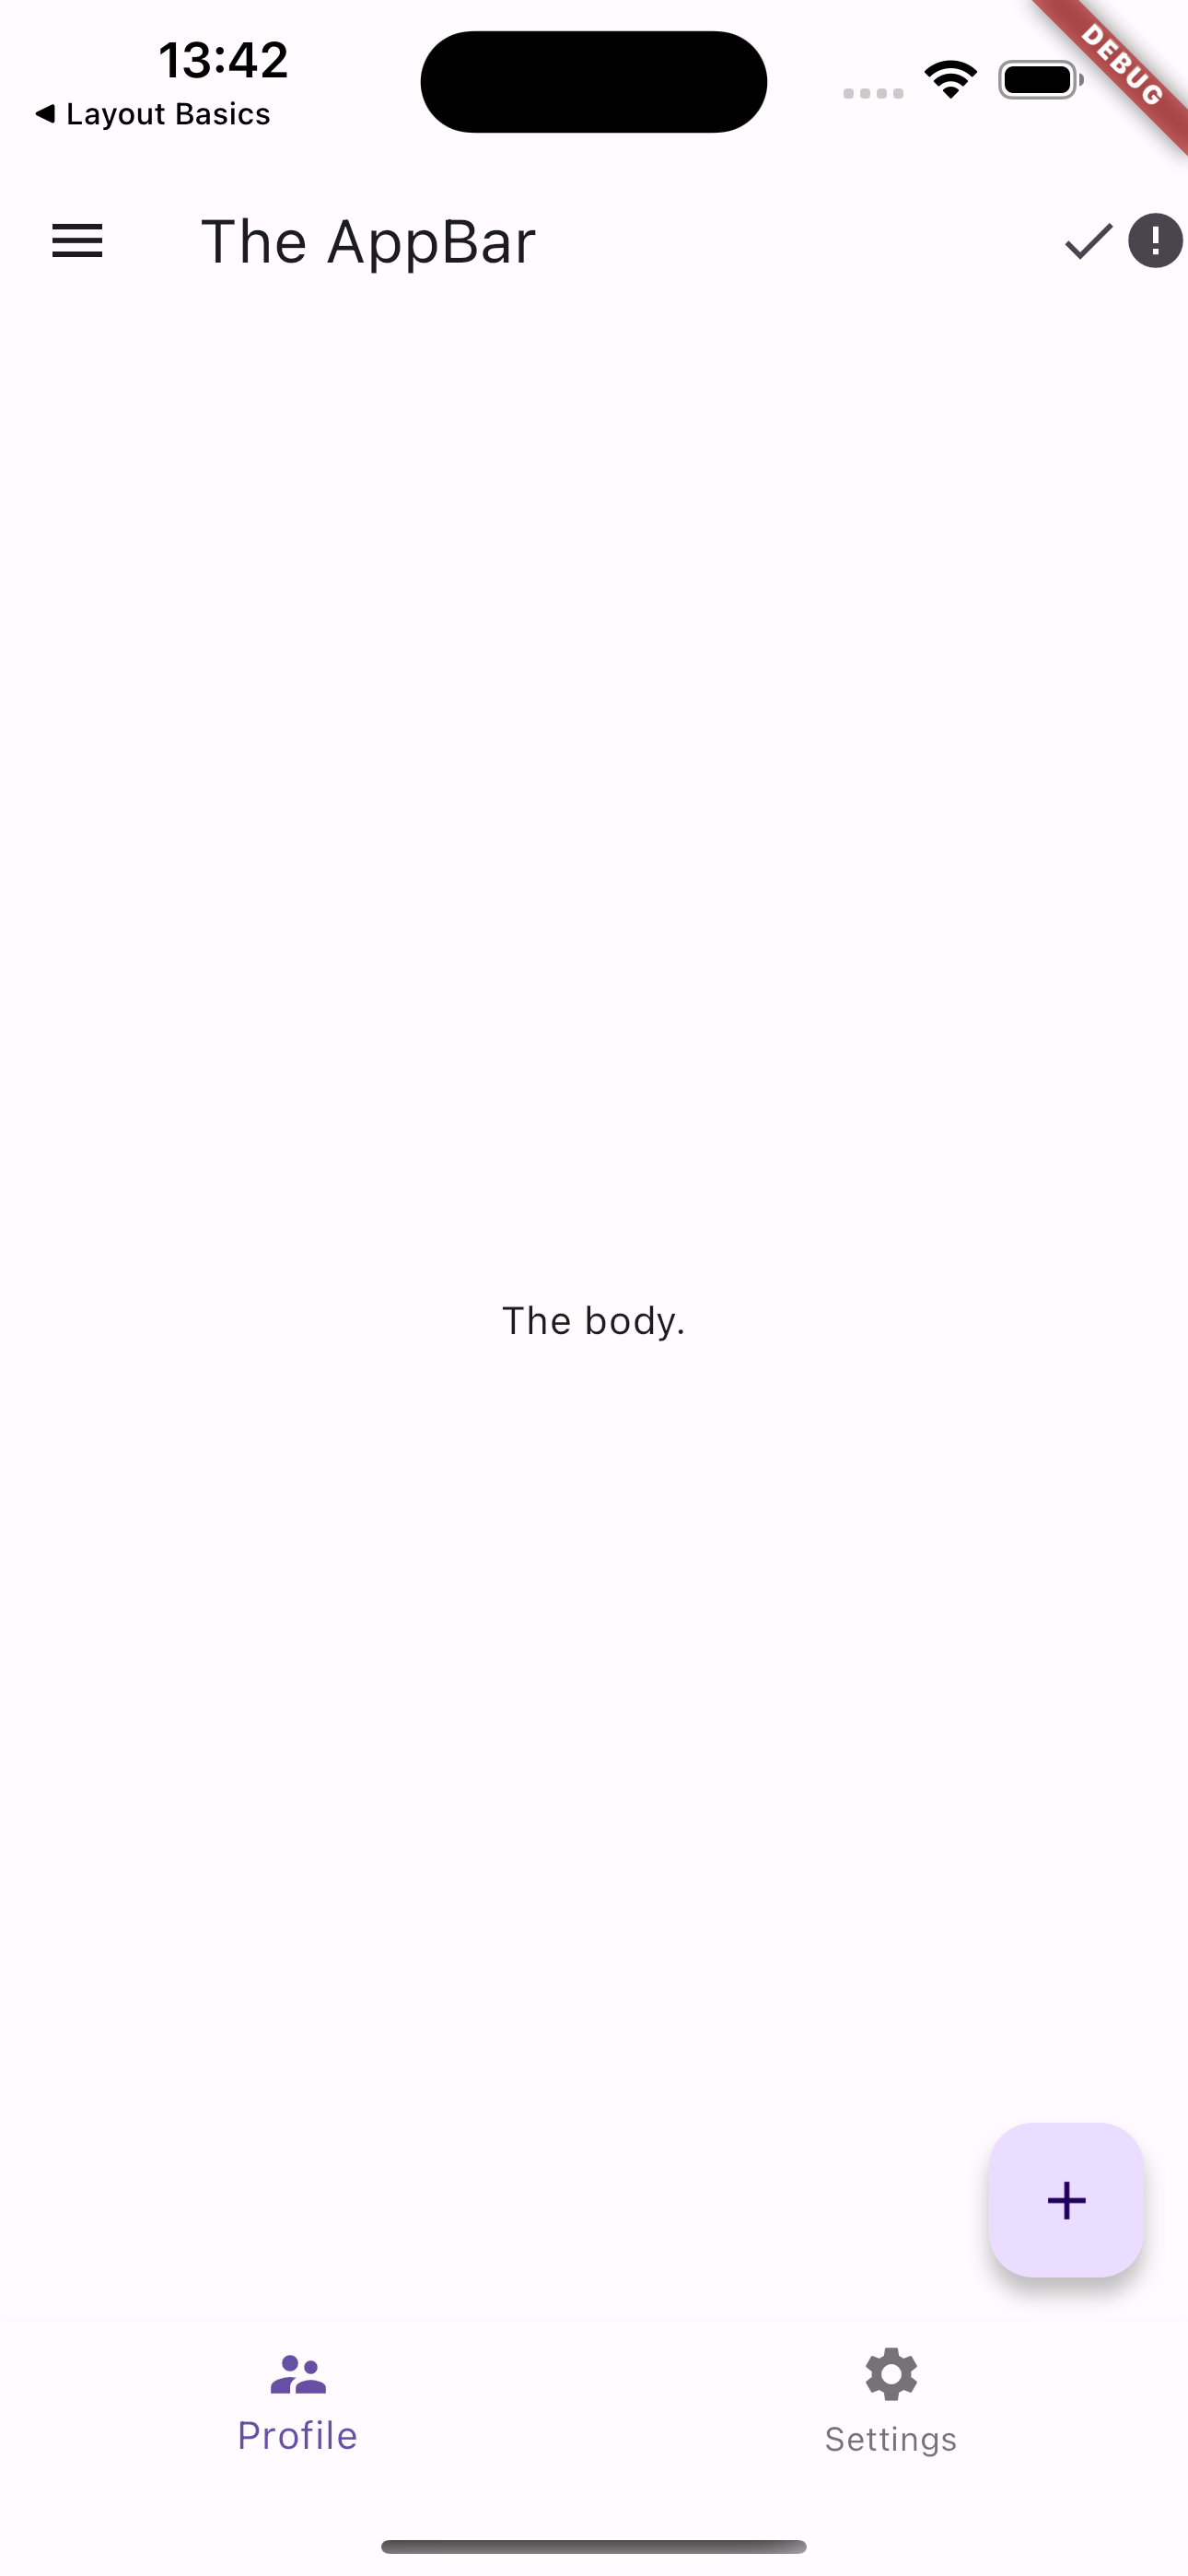 13:42
◀ Layout Basics
DEBUG
The AppBar
The body.
Profile
Settings